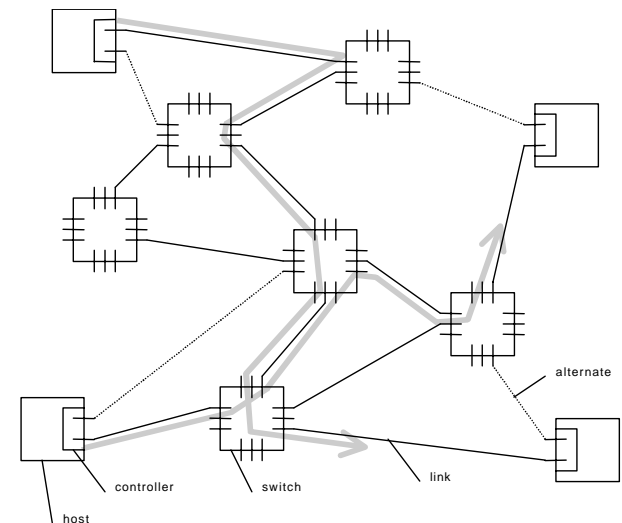 alternate
link
controller
switch
host